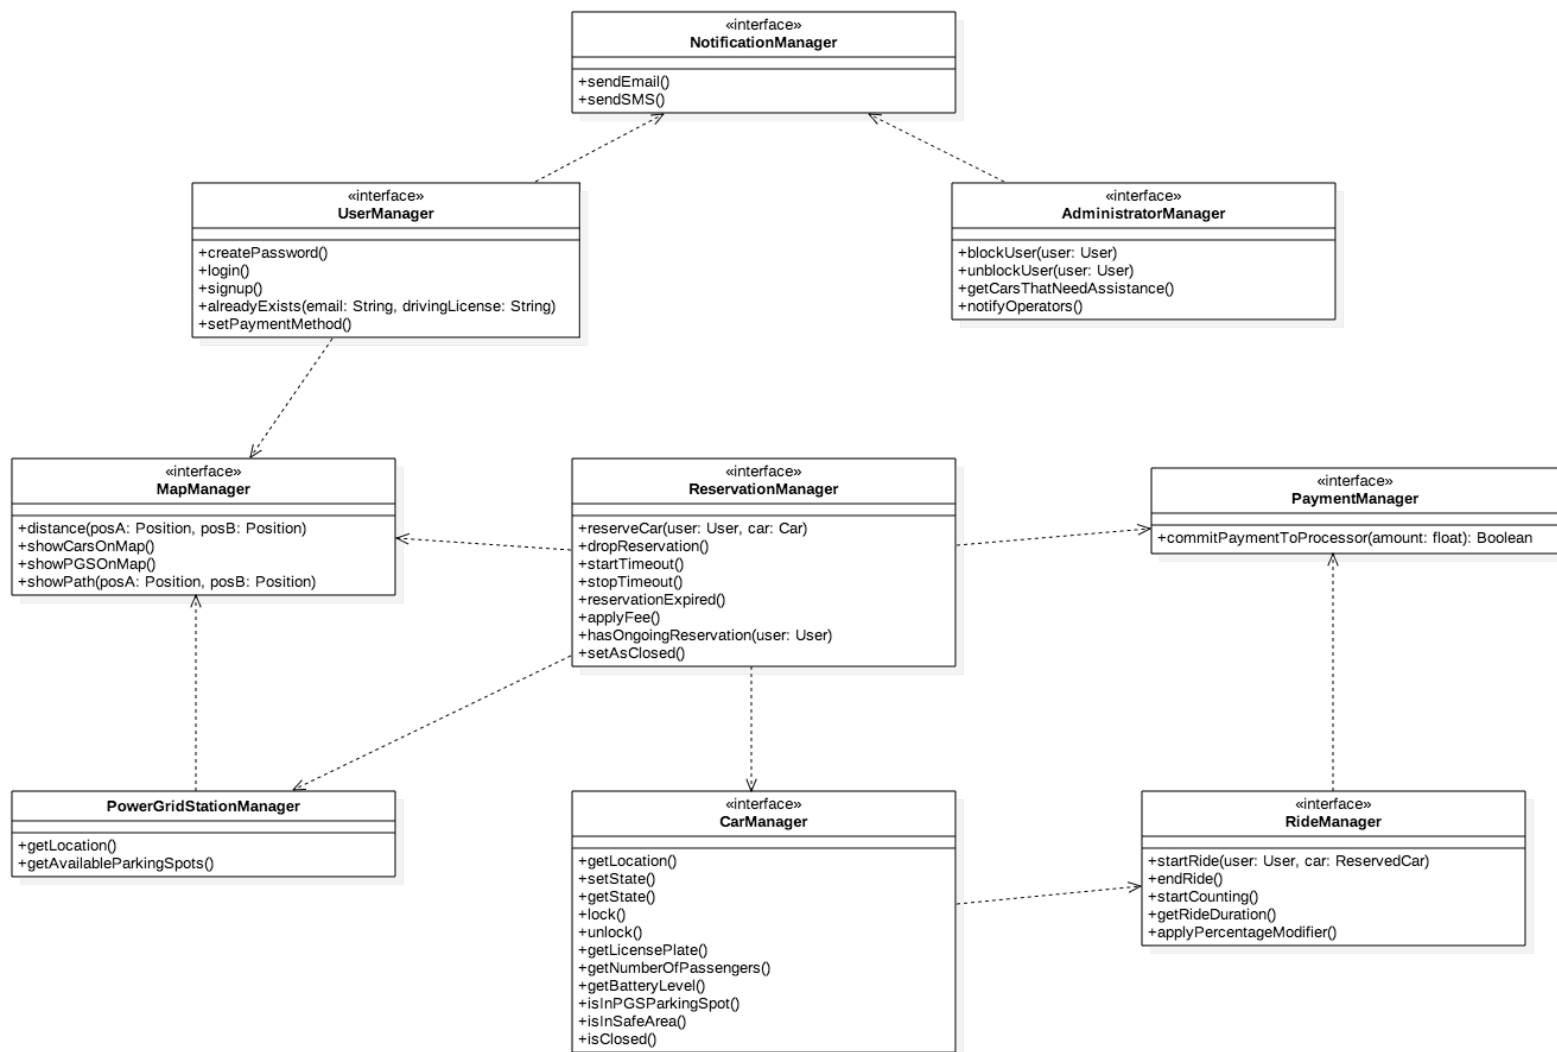 «interface»
NotificationManager
+sendEmail()
+sendSMS()
«interface»
UserManager
+createPassword()
+login()
+signup()
+alreadyExists(email: String, drivingLicense: String)
+setPaymentMethod()
«interface»
AdministratorManager
+blockUser(user: User)
+unblockUser(user: User)
+getCarsThatNeedAssistance()
+notifyOperators()
«interface»
MapManager
+distance(posA: Position, posB: Position)
+showCarsOnMap()
+showPGSOnMap()
+showPath(posA: Position, posB: Position)
«interface»
ReservationManager
+reserveCar(user: User, car: Car)
+dropReservation()
+startTimeout()
+stopTimeout()
+reservationExpired()
+applyFee()
+hasOngoingReservation(user: User)
+setAsClosed()
«interface»
PaymentManager
+commitPaymentToProcessor(amount: float): Boolean
PowerGridStationManager
+getLocation()
+getAvailableParkingSpots()
«interface»
CarManager
+getLocation()
+setState()
+getState()
+lock()
+unlock()
+getLicensePlate()
+getNumberOfPassengers()
+getBatteryLevel()
+isInPGSParkingSpot()
+isInSafeArea()
+isClosed()
«interface»
RideManager
+startRide(user: User, car: ReservedCar)
+endRide()
+startCounting()
+getRideDuration()
+applyPercentageModifier()